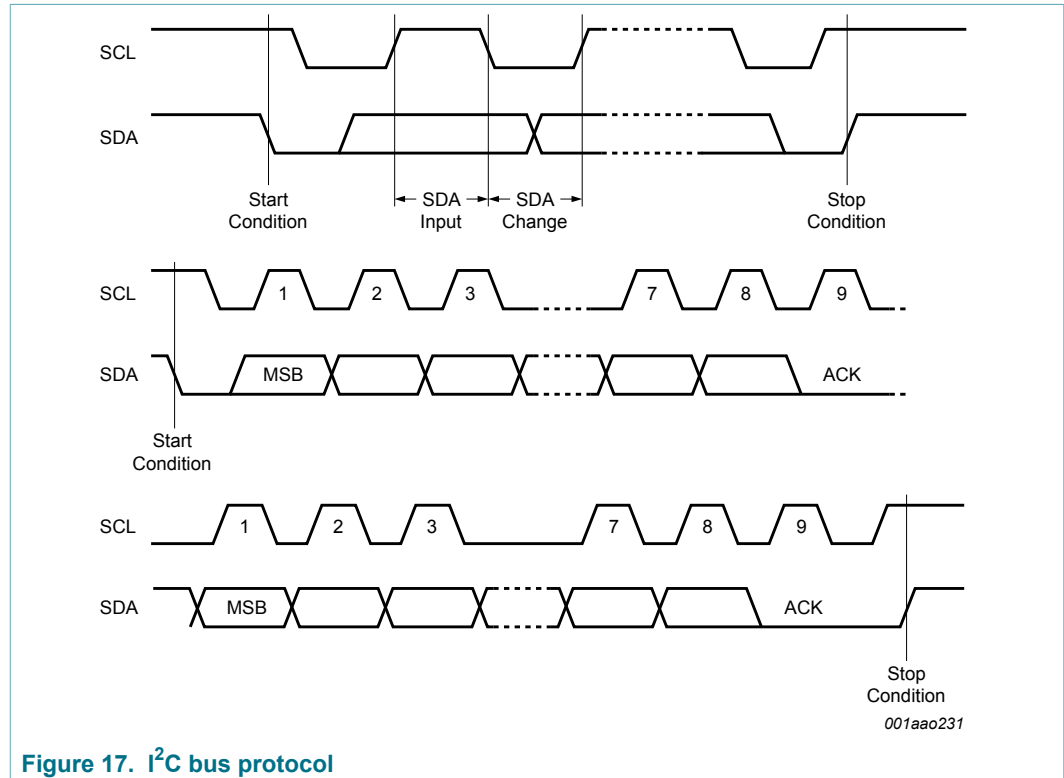 SCL
SDA
Start
Condition
SDA
Input
SDA
Change
Stop
Condition
SCL
1 2 3 7 8 9
SDA
MSB
ACK
Start
Condition
SCL
1 2 3 7 8 9
SDA
MSB
ACK
Stop
Condition
001aao231
Figure 17. I²C bus protocol